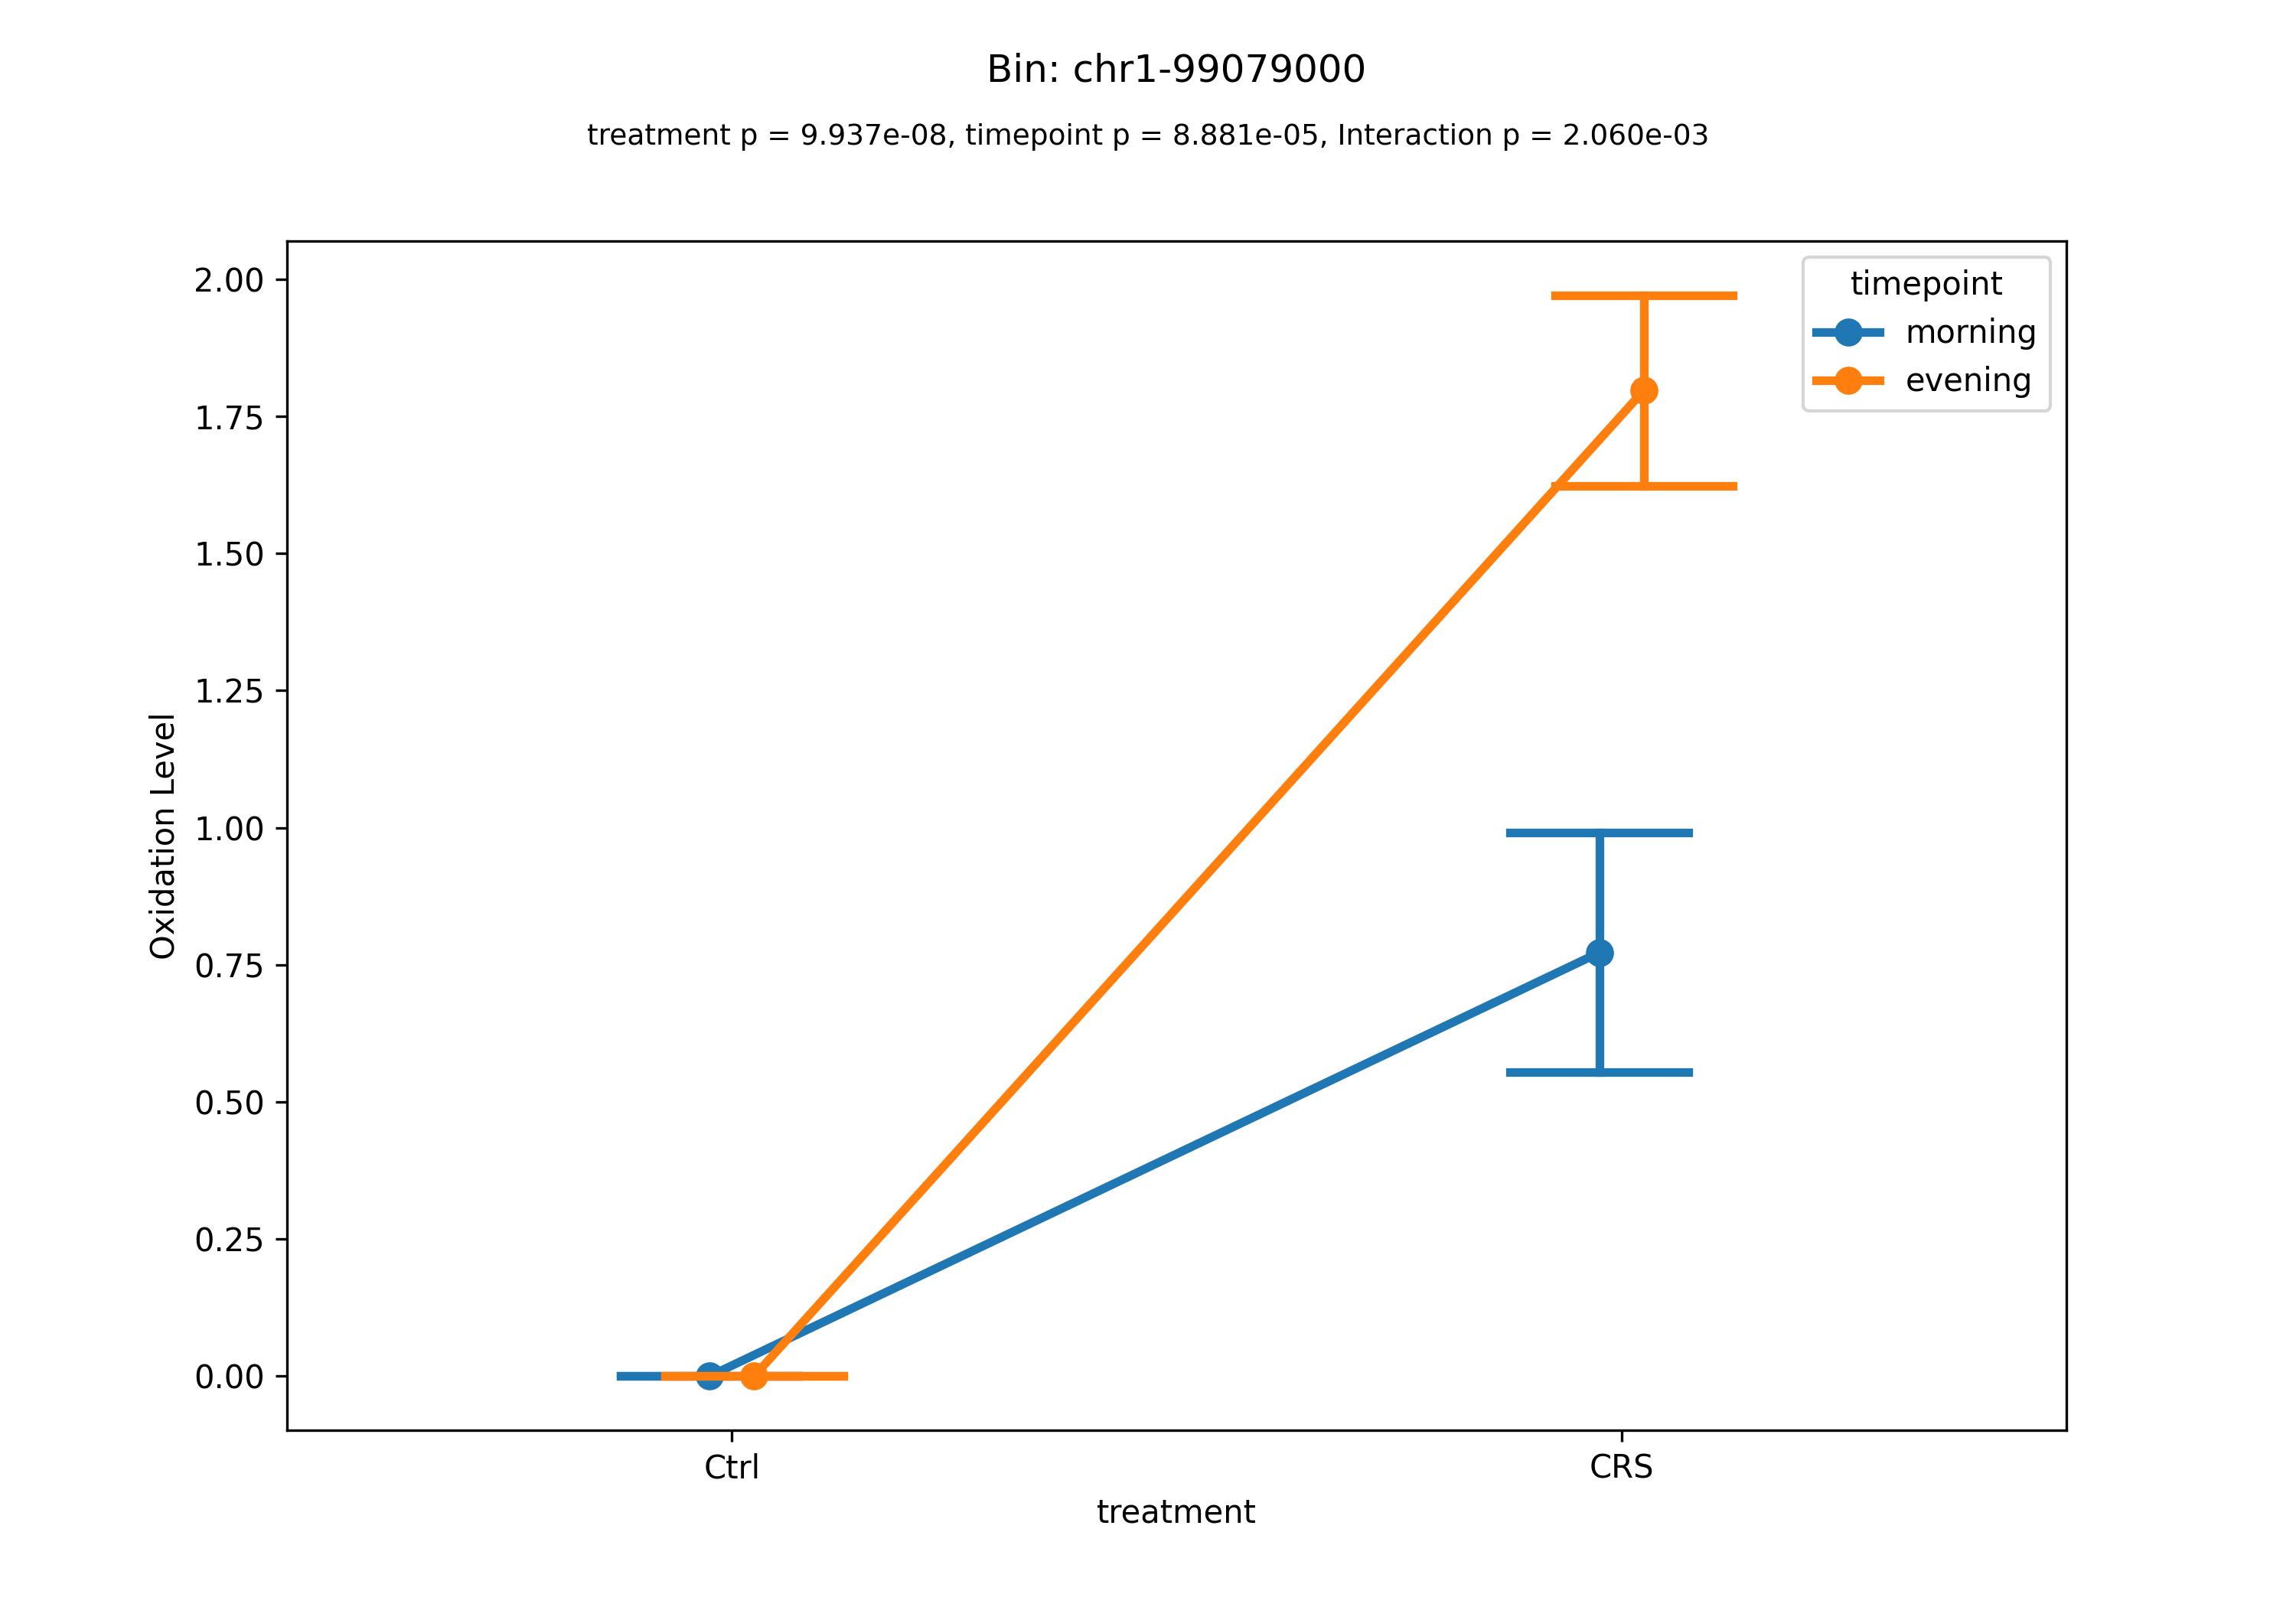 Bin: chr1-99079000
treatment p = 9.937e-08, timepoint p = 8.881e-05, Interaction p = 2.060e-03
timepoint
morning
evening
Oxidation Level
2.00
1.75
1.50
1.25
1.00
0.75
0.50
0.25
0.00
Ctrl
CRS
treatment